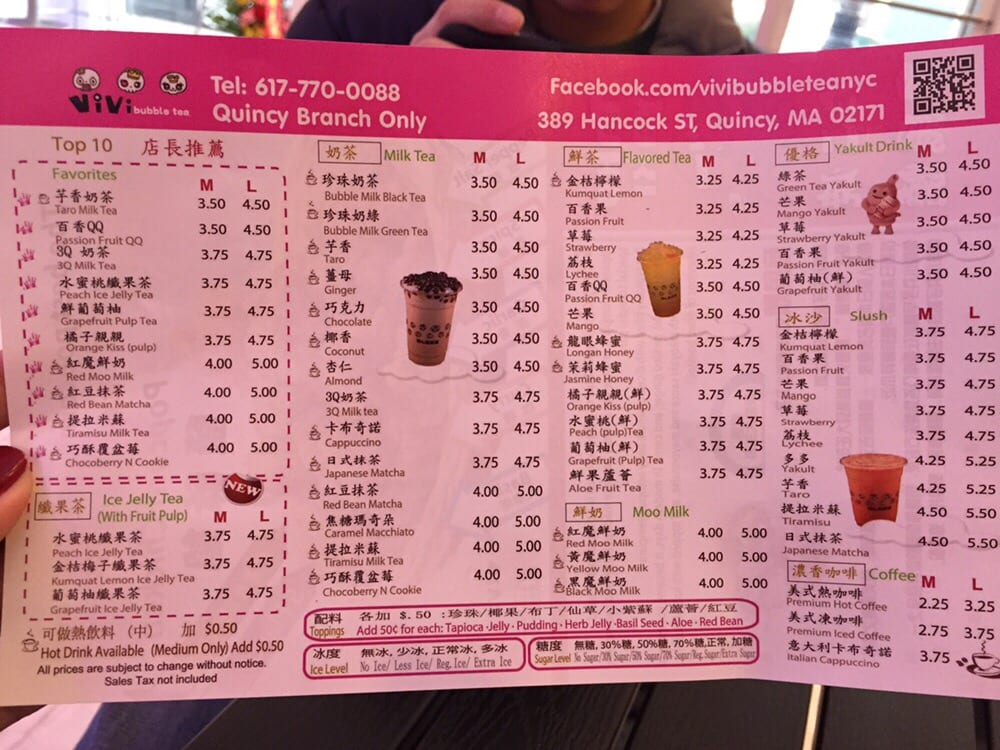 ViVi bubble tea
Tel: 617-770-0088
Quincy Branch Only
Facebook.com/vivibubbleteanyc
389 Hancock ST, Quincy, MA 02171
Top 10 店長推薦
Favorites M L
芋香奶茶 3.50 4.50
Taro Milk Tea
百香QQ 3.50 4.50
Passion Fruit QQ
3Q 奶茶 3.75 4.75
3Q Milk Tea
水蜜桃纖果茶 3.75 4.75
Peach Ice Jelly Tea
鮮葡萄柚 3.75 4.75
Grapefruit Pulp Tea
橘子親親 3.75 4.75
Orange Kiss (pulp)
紅魔鮮奶 4.00 5.00
Red Moo Milk
紅豆抹茶 4.00 5.00
Red Bean Matcha
提拉米蘇 4.00 5.00
Tiramisu Milk Tea
巧酥覆盆莓 4.00 5.00
Chocoberry N Cookie
NEW
纖果茶 Ice Jelly Tea
(With Fruit Pulp) M L
水蜜桃纖果茶 3.75 4.75
Peach Ice Jelly Tea
金桔梅子纖果茶 3.75 4.75
Kumquat Lemon Ice Jelly Tea
葡萄柚纖果茶 3.75 4.75
Grapefruit Ice Jelly Tea
可做熱飲料 (中) 加 $0.50
Hot Drink Available (Medium Only) Add $0.50
All prices are subject to change without notice.
Sales Tax not included
奶茶 Milk Tea M L
珍珠奶茶 3.50 4.50
Bubble Milk Black Tea
珍珠奶綠 3.50 4.50
Bubble Milk Green Tea
芋香 3.50 4.50
Taro
薑母 3.50 4.50
Ginger
巧克力 3.50 4.50
Chocolate
椰香 3.50 4.50
Coconut
杏仁 3.50 4.50
Almond
3Q奶茶 3.75 4.75
3Q Milk tea
卡布奇諾 3.75 4.75
Cappuccino
日式抹茶 3.75 4.75
Japanese Matcha
紅豆抹茶 4.00 5.00
Red Bean Matcha
焦糖瑪奇朵 4.00 5.00
Caramel Macchiato
提拉米蘇 4.00 5.00
Tiramisu Milk Tea
巧酥覆盆莓 4.00 5.00
Chocoberry N Cookie
鮮茶 Flavored Tea M L
金桔檸檬 3.25 4.25
Kumquat Lemon
百香果 3.25 4.25
Passion Fruit
草莓 3.25 4.25
Strawberry
荔枝 3.25 4.25
Lychee
百香QQ 3.50 4.50
Passion Fruit QQ
芒果 3.50 4.50
Mango
龍眼蜂蜜 3.75 4.75
Longan Honey
茉莉蜂蜜 3.75 4.75
Jasmine Honey
橘子親親(鮮) 3.75 4.75
Orange Kiss (pulp)
水蜜桃(鮮) 3.75 4.75
Peach (pulp)Tea
葡萄柚(鮮) 3.75 4.75
Grapefruit (Pulp) Tea
鮮果蘆薈 3.75 4.75
Aloe Fruit Tea
鮮奶 Moo Milk
紅魔鮮奶 4.00 5.00
Red Moo Milk
黃魔鮮奶 4.00 5.00
Yellow Moo Milk
黑魔鮮奶 4.00 5.00
Black Moo Milk
配料 各加 $.50 :珍珠/椰果/布丁/仙草/小紫蘇/蘆薈/紅豆
Toppings Add 50¢ for each: Tapioca·Jelly·Pudding·Herb Jelly·Basil Seed·Aloe·Red Bean
冰度 無冰, 少冰, 正常冰, 多冰
Ice Level No Ice/ Less Ice/ Reg. Ice/ Extra Ice
糖度 無糖, 30%糖, 50%糖, 70%糖, 正常, 加糖
Sugar Level No Sugar/30% Sugar/50% Sugar/70% Sugar/Reg. Sugar/Extra Sugar
優格 Yakult Drink M L
綠茶 3.50 4.50
Green Tea Yakult
芒果 3.50 4.50
Mango Yakult
草莓 3.50 4.50
Strawberry Yakult
百香果 3.50 4.50
Passion Fruit Yakult
葡萄柚(鮮) 3.50 4.50
Grapefruit Yakult
冰沙 Slush M L
金桔檸檬 3.75 4.75
Kumquat Lemon
百香果 3.75 4.75
Passion Fruit
芒果 3.75 4.75
Mango
草莓 3.75 4.75
Strawberry
荔枝 3.75 4.75
Lychee
多多 4.25 5.25
Yakult
芋香 4.25 5.25
Taro
提拉米蘇 4.50 5.50
Tiramisu
日式抹茶 4.50 5.50
Japanese Matcha
濃香咖啡 Coffee M L
美式熱咖啡 2.25 3.25
Premium Hot Coffee
美式凍咖啡 2.75 3.75
Premium Iced Coffee
意大利卡布奇諾 3.75
Italian Cappuccino